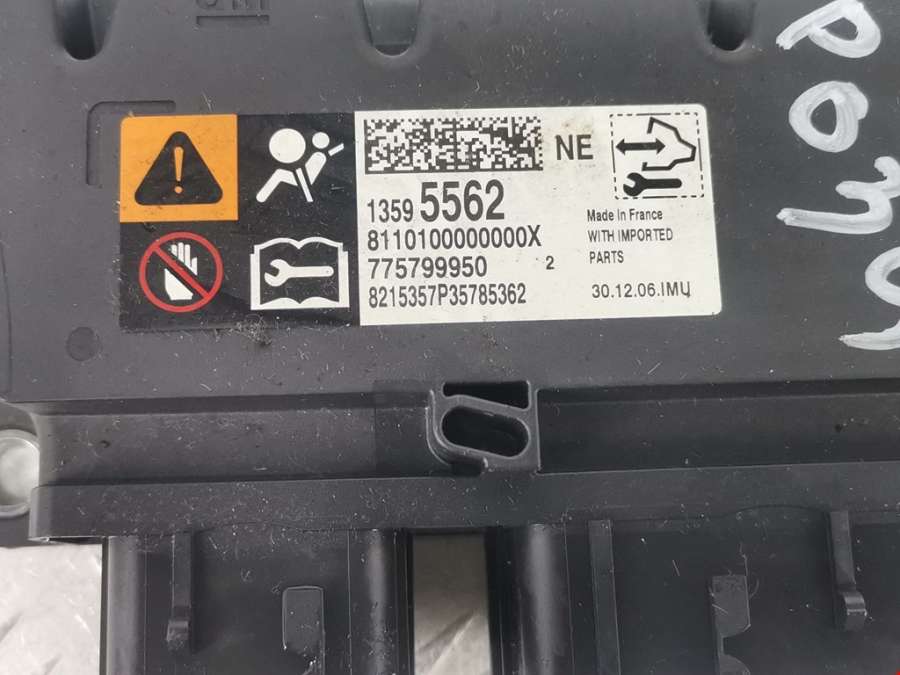 NE
1359 5562
8110100000000X
775799950 2
8215357P35785362
Made In France
WITH IMPORTED
PARTS
30.12.06.IMU